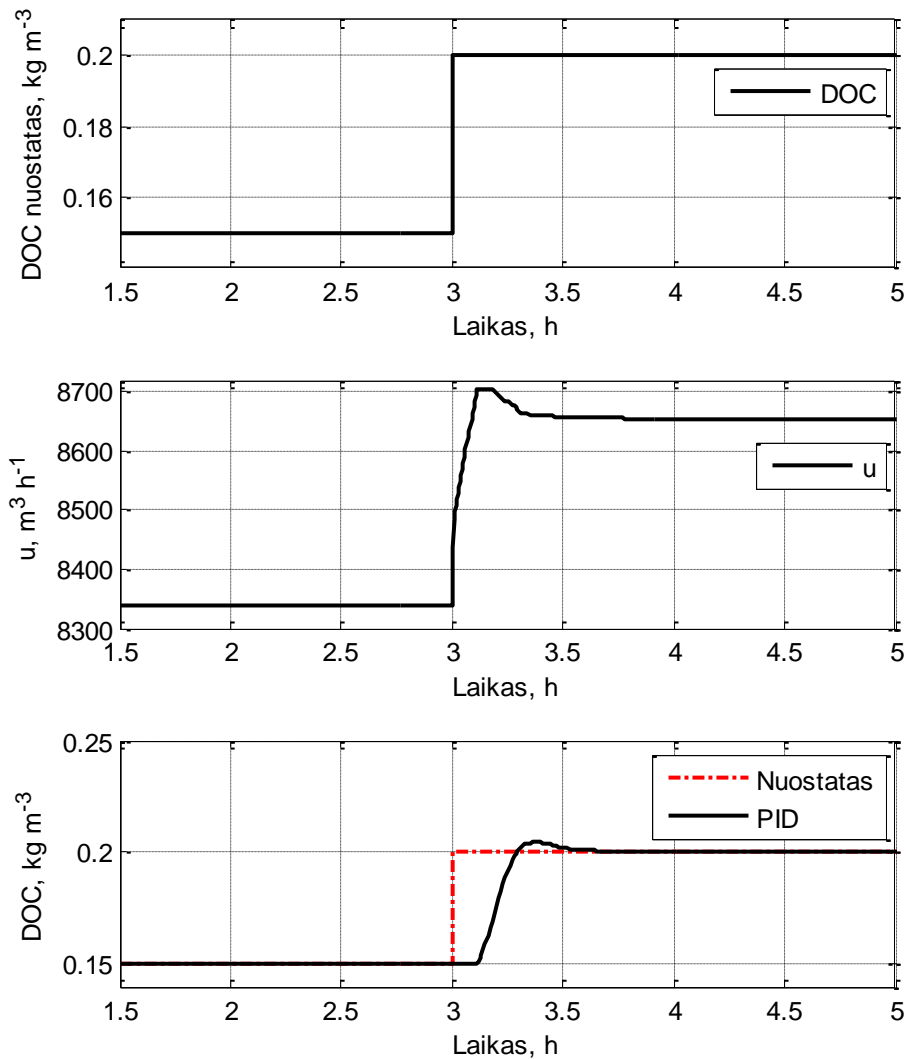 DOC nuostatas, kg m-3
0.2
0.18
0.16
DOC
1.5 2 2.5 3 3.5 4 4.5 5
Laikas, h
u, m3 h-1
8700
8600
8500
8400
8300
u
1.5 2 2.5 3 3.5 4 4.5 5
Laikas, h
DOC, kg m-3
0.25
0.2
0.15
Nuostatas
PID
1.5 2 2.5 3 3.5 4 4.5 5
Laikas, h